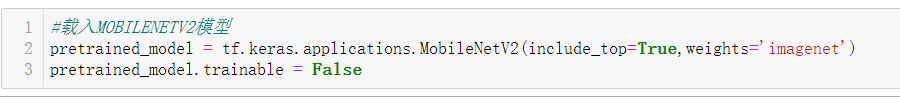 1 #载入MOBILENETV2模型
2 pretrained_model = tf.keras.applications.MobileNetV2(include_top=True,weights='imagenet')
3 pretrained_model.trainable = False